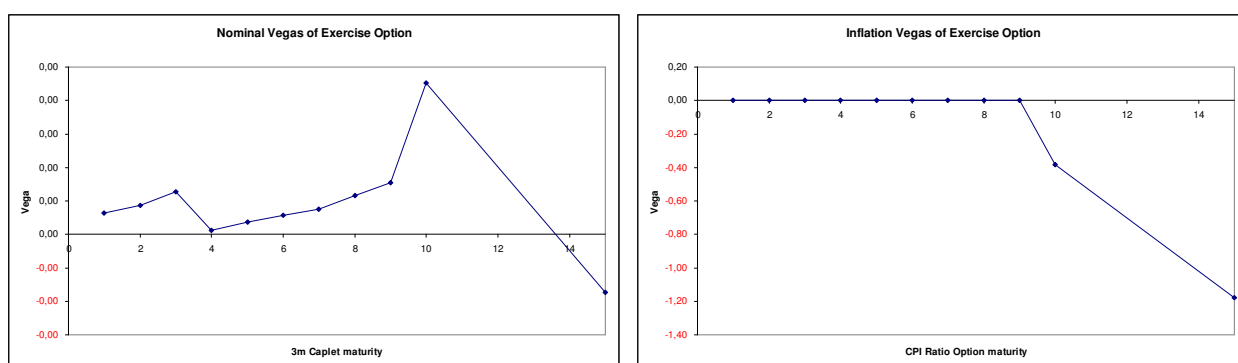 Nominal Vegas of Exercise Option
0,00
0,00
0,00
0,00
0,00
0,00
-0,00
-0,00
-0,00
0 2 4 6 8 10 12 14
Vega
3m Caplet maturity
Inflation Vegas of Exercise Option
0,20
0,00
-0,20
-0,40
-0,60
-0,80
-1,00
-1,20
-1,40
0 2 4 6 8 10 12 14
Vega
CPI Ratio Option maturity